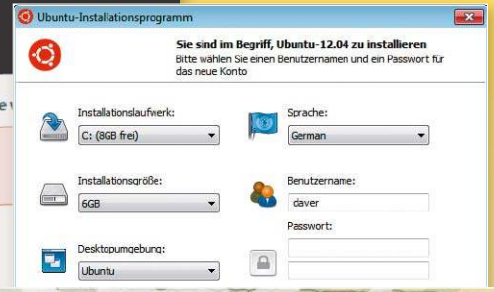 Ubuntu-Installationsprogramm
Sie sind im Begriff, Ubuntu-12.04 zu installieren
Bitte wählen Sie einen Benutzernamen und ein Passwort für
das neue Konto
Installationslaufwerk:
C: (8GB frei)
Installationsgröße:
6GB
Desktopumgebung:
Ubuntu
Sprache:
German
Benutzername:
daver
Passwort: